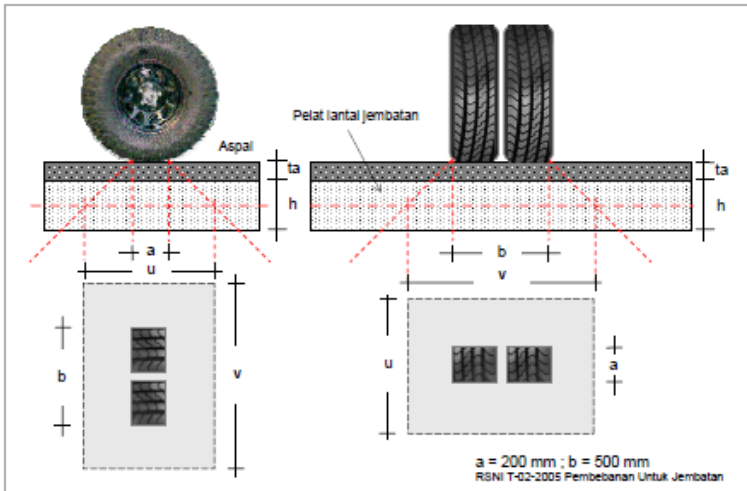 Aspal
Pelat lantai jembatan
ta
h
ta
h
a
u
b
v
b
v
u
a
a = 200 mm ; b = 500 mm
RSNI T-02-2005 Pembebanan Untuk Jembatan